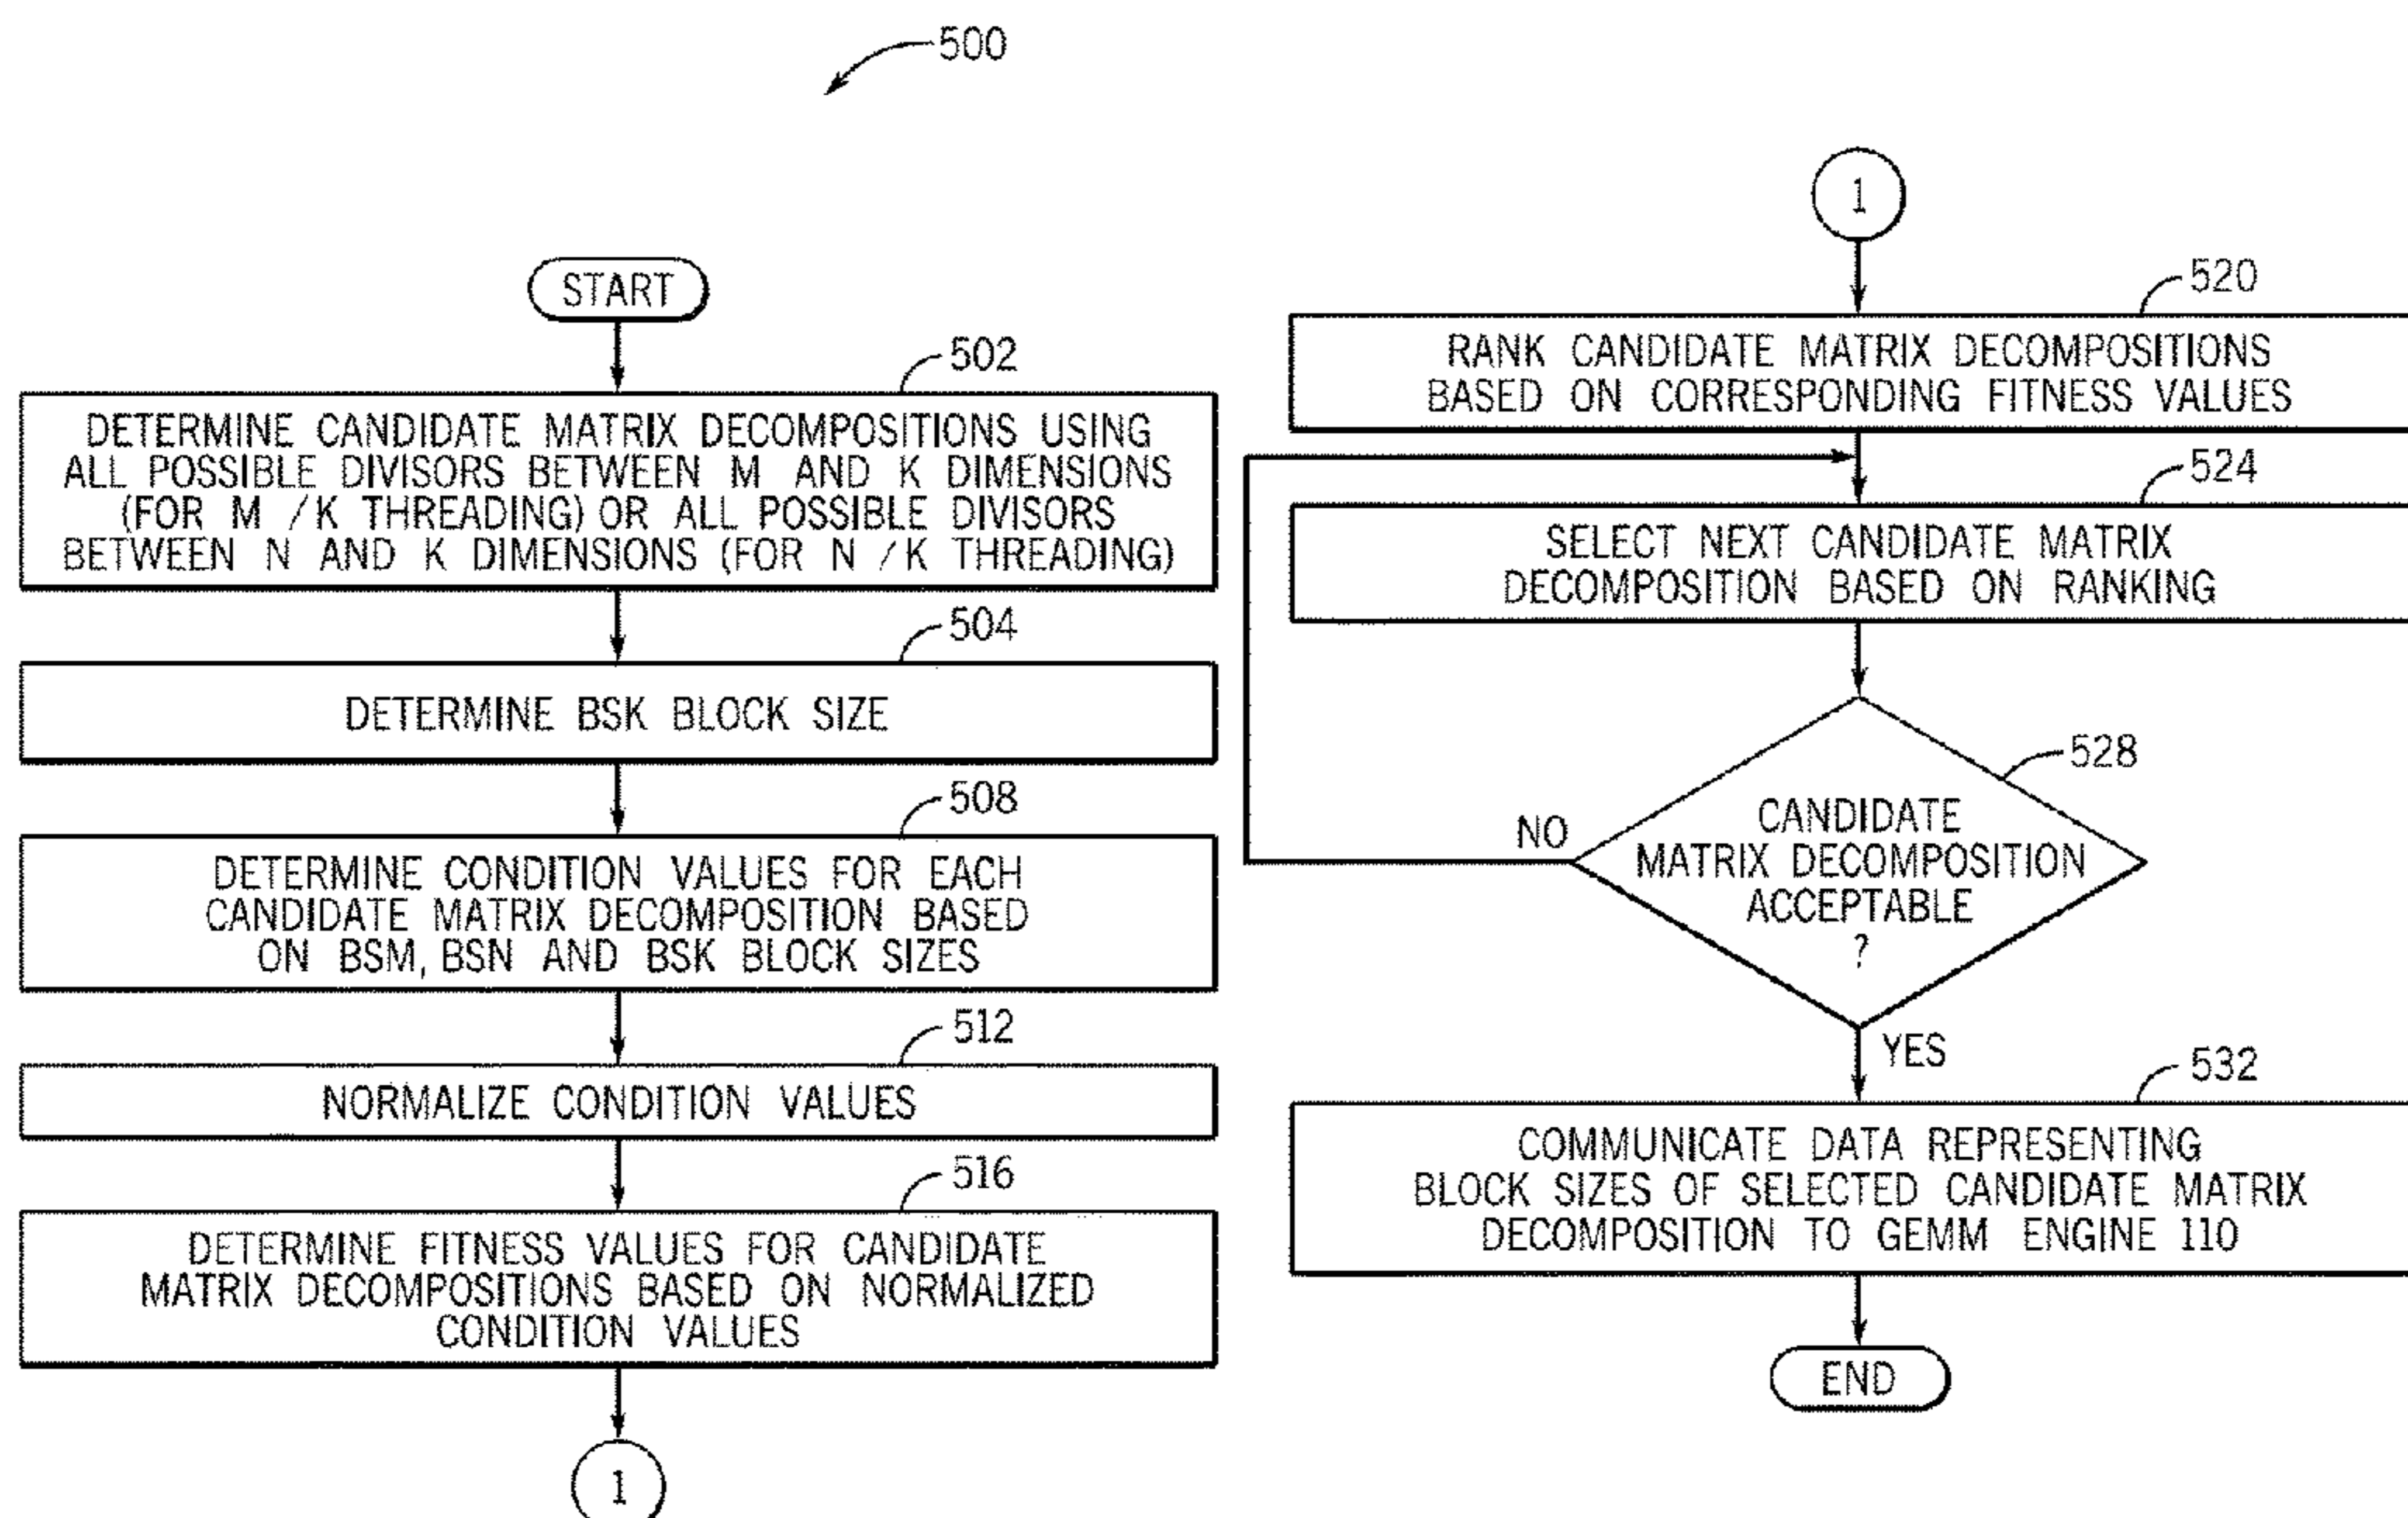 500
START
502
DETERMINE CANDIDATE MATRIX DECOMPOSITIONS USING
ALL POSSIBLE DIVISORS BETWEEN M AND K DIMENSIONS
(FOR M /K THREADING) OR ALL POSSIBLE DIVISORS
BETWEEN N AND K DIMENSIONS (FOR N /K THREADING)
504
DETERMINE BSK BLOCK SIZE
508
DETERMINE CONDITION VALUES FOR EACH
CANDIDATE MATRIX DECOMPOSITION BASED
ON BSM, BSN AND BSK BLOCK SIZES
512
NORMALIZE CONDITION VALUES
516
DETERMINE FITNESS VALUES FOR CANDIDATE
MATRIX DECOMPOSITIONS BASED ON NORMALIZED
CONDITION VALUES
1
1
520
RANK CANDIDATE MATRIX DECOMPOSITIONS
BASED ON CORRESPONDING FITNESS VALUES
524
SELECT NEXT CANDIDATE MATRIX
DECOMPOSITION BASED ON RANKING
528
CANDIDATE
MATRIX DECOMPOSITION
ACCEPTABLE
?
NO
YES
532
COMMUNICATE DATA REPRESENTING
BLOCK SIZES OF SELECTED CANDIDATE MATRIX
DECOMPOSITION TO GEMM ENGINE 110
END